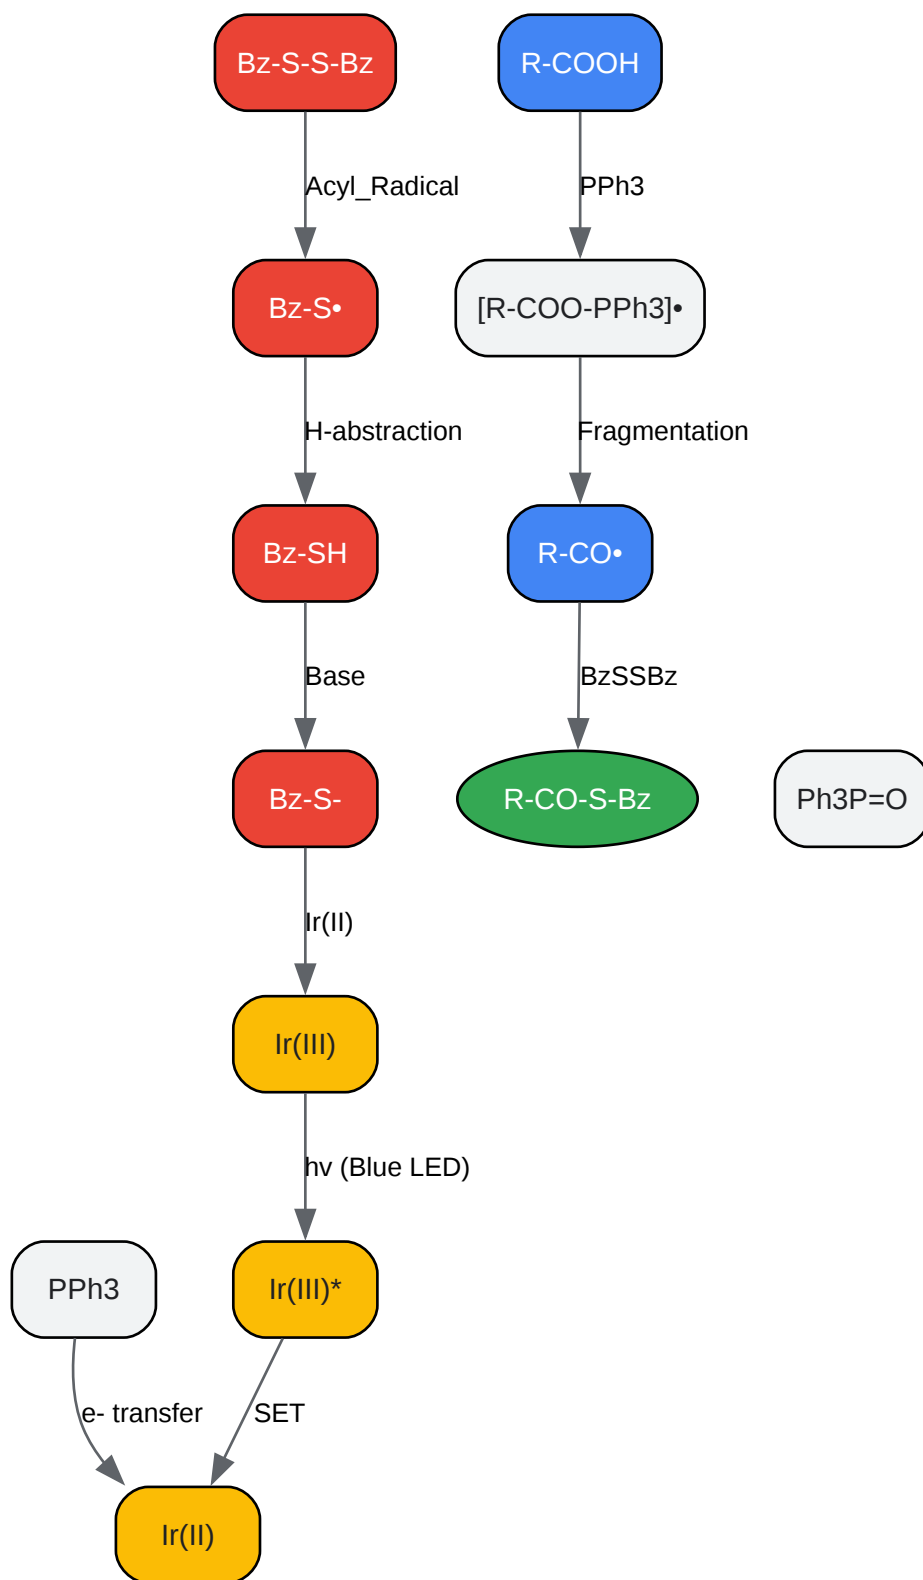 Bz-S-S-Bz
R-COOH
Acyl_Radical
PPh3
Bz-S•
[R-COO-PPh3]•
H-abstraction
Fragmentation
Bz-SH
R-CO•
Base
BzSSBz
Bz-S-
R-CO-S-Bz
Ph3P=O
Ir(II)
Ir(III)
hv (Blue LED)
PPh3
Ir(III)*
e- transfer
SET
Ir(II)